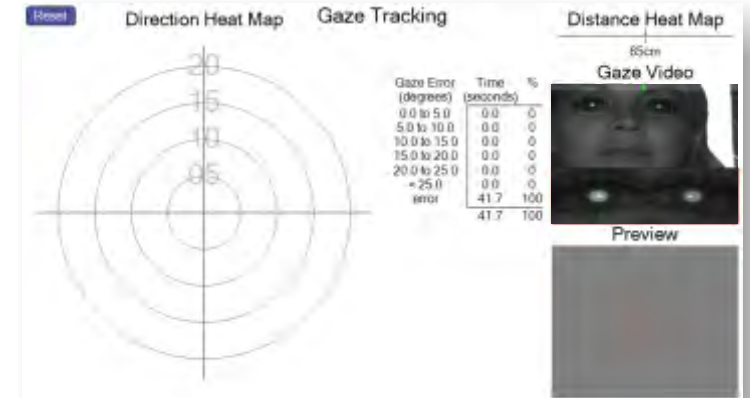 Reset
Direction Heat Map
Gaze Tracking
Distance Heat Map
65cm
Gaze Video
20
15
10
05
Gaze Error Time %
(degrees) (seconds)
0.0 to 5.0 0.0 0
5.0 to 10.0 0.0 0
10.0 to 15.0 0.0 0
15.0 to 20.0 0.0 0
20.0 to 25.0 0.0 0
< 25.0 0.0 0
error 41.7 100
41.7 100
Preview